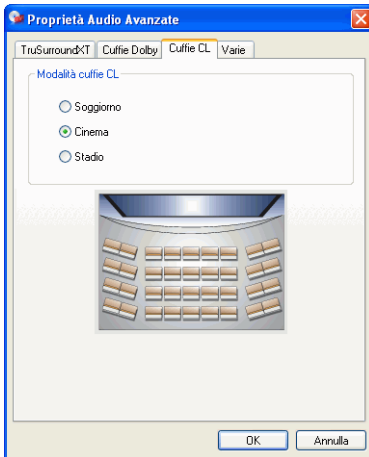 Proprietà Audio Avanzate
TruSurroundXT Cuffie Dolby Cuffie CL Varie
Modalità cuffie CL
Soggiorno
Cinema
Stadio
OK Annulla